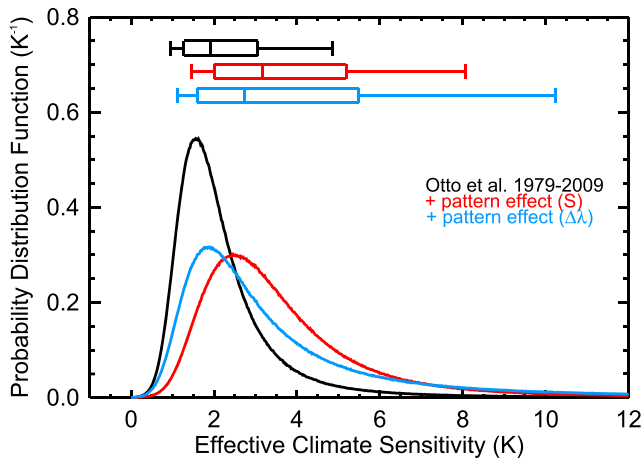 Probability Distribution Function (K⁻¹)
0.8
0.6
0.4
0.2
0.0
Otto et al. 1979-2009
+ pattern effect (S)
+ pattern effect (Δλ)
0 2 4 6 8 10 12
Effective Climate Sensitivity (K)